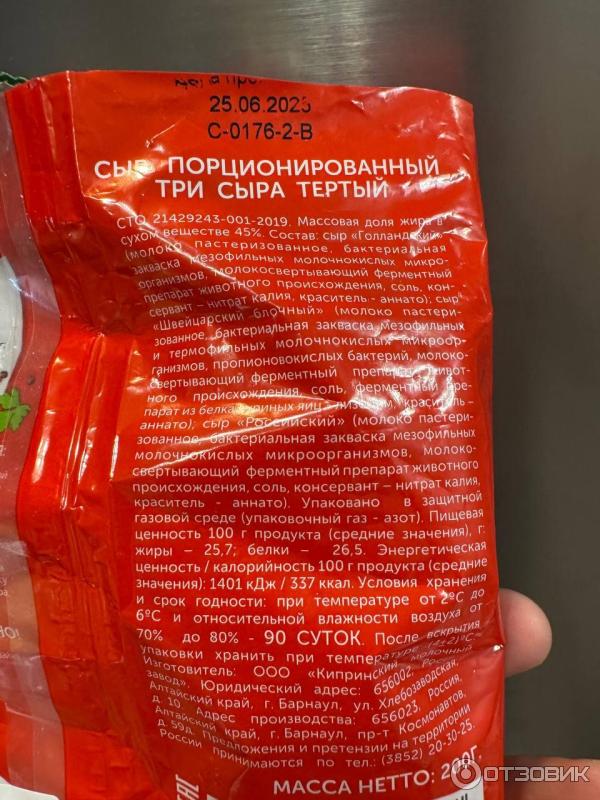 25.06.2025
С-0176-2-В
СЫР ПОРЦИОНИРОВАННЫЙ
ТРИ СЫРА ТЕРТЫЙ
СТО 21429243-001-2019. Массовая доля жира в
сухом веществе 45%. Состав: сыр «Голландский»
(молоко пастеризованное, бактериальная
закваска мезофильных молочнокислых микро-
организмов, молокосвертывающий ферментный
препарат животного происхождения, соль, кон-
сервант – нитрат калия, краситель - аннато); сыр
«Швейцарский блочный» (молоко пастери-
зованное, бактериальная закваска мезофильных
и термофильных молочнокислых микроор-
ганизмов, пропионовокислых бактерий, молоко-
свертывающий ферментный препарат живот-
ного происхождения, соль, ферментный пре-
парат из белка куриных яиц – лизоцим, краситель -
аннато); сыр «Российский» (молоко пастери-
зованное, бактериальная закваска мезофильных
молочнокислых микроорганизмов, молоко-
свертывающий ферментный препарат животного
происхождения, соль, консервант – нитрат калия,
краситель - аннато). Упаковано в защитной
газовой среде (упаковочный газ - азот). Пищевая
ценность 100 г продукта (средние значения), г:
жиры – 25,7; белки – 26,5. Энергетическая
ценность / калорийность 100 г продукта (средние
значения): 1401 кДж / 337 ккал. Условия хранения
и срок годности: при температуре от 2ºС до
6ºС и относительной влажности воздуха от
70% до 80% - 90 СУТОК. После вскрытия
упаковки хранить при температуре (4±2)ºС
Изготовитель: ООО «Кипринский молочный
завод». Юридический адрес: 656002, Россия,
Алтайский край, г. Барнаул, ул. Хлебозаводская,
д. 10. Адрес производства: 656023, Россия,
Алтайский край, г. Барнаул, пр-т Космонавтов,
д. 59д. Предложения и претензии на территории
России принимаются по тел.: (3852) 20-30-25.
МАССА НЕТТО: 200г.
ОТЗОВИК